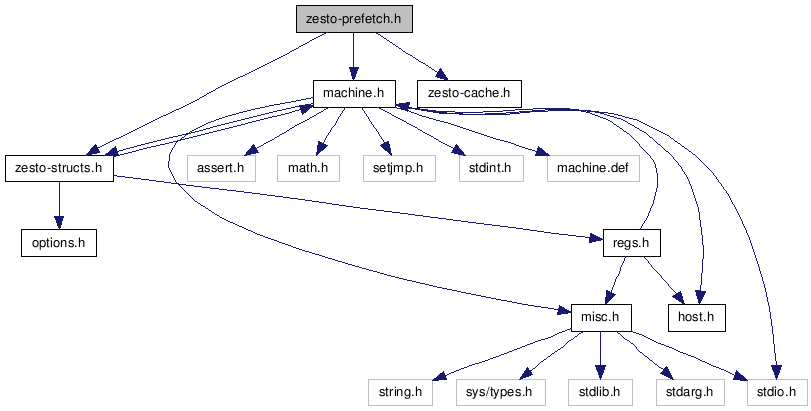 zesto-prefetch.h
machine.h
zesto-cache.h
zesto-structs.h
assert.h
math.h
setjmp.h
stdint.h
machine.def
options.h
regs.h
misc.h
host.h
string.h
sys/types.h
stdlib.h
stdarg.h
stdio.h